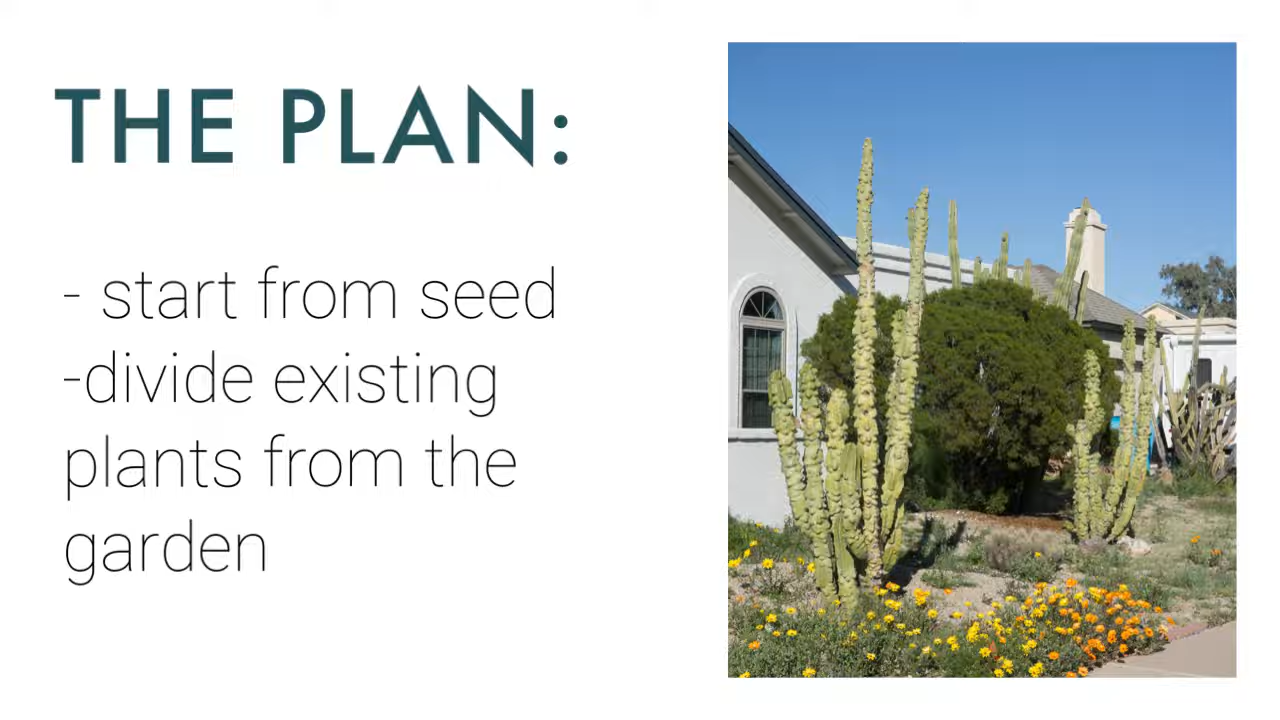 THE PLAN:
- start from seed
-divide existing
plants from the
garden